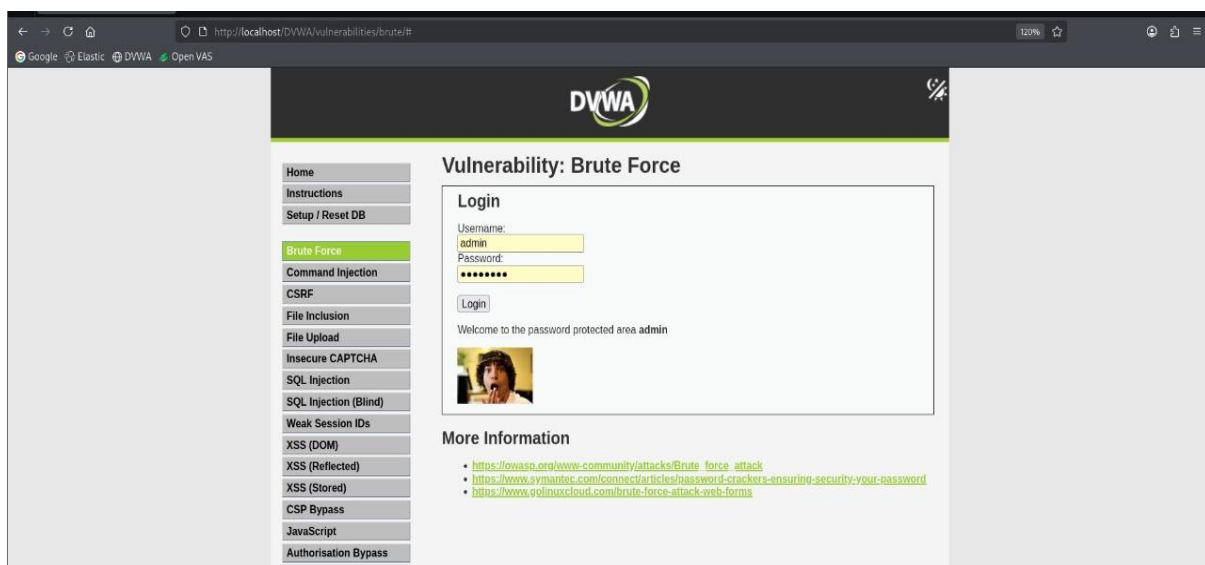 http://localhost/DVWA/vulnerabilities/brute/#
120%
Google Elastic DVWA Open VAS
DVWA
Home
Instructions
Setup / Reset DB
Brute Force
Command Injection
CSRF
File Inclusion
File Upload
Insecure CAPTCHA
SQL Injection
SQL Injection (Blind)
Weak Session IDs
XSS (DOM)
XSS (Reflected)
XSS (Stored)
CSP Bypass
JavaScript
Authorisation Bypass
Vulnerability: Brute Force
Login
Username:
admin
Password:
••••••••
Login
Welcome to the password protected area admin
More Information
• https://owasp.org/www-community/attacks/Brute_force_attack
• https://www.symantec.com/connect/articles/password-crackers-ensuring-security-your-password
• https://www.golinuxcloud.com/brute-force-attack-web-forms